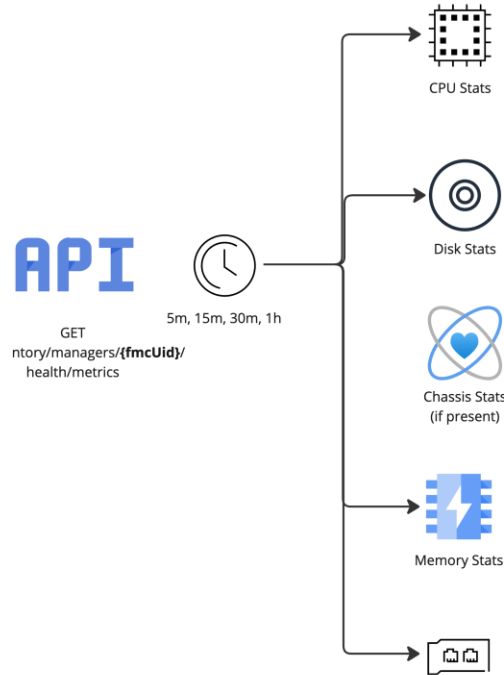 CPU Stats
Disk Stats
API
5m, 15m, 30m, 1h
GET
ntory/managers/{fmcUid}/
health/metrics
Chassis Stats
(if present)
Memory Stats